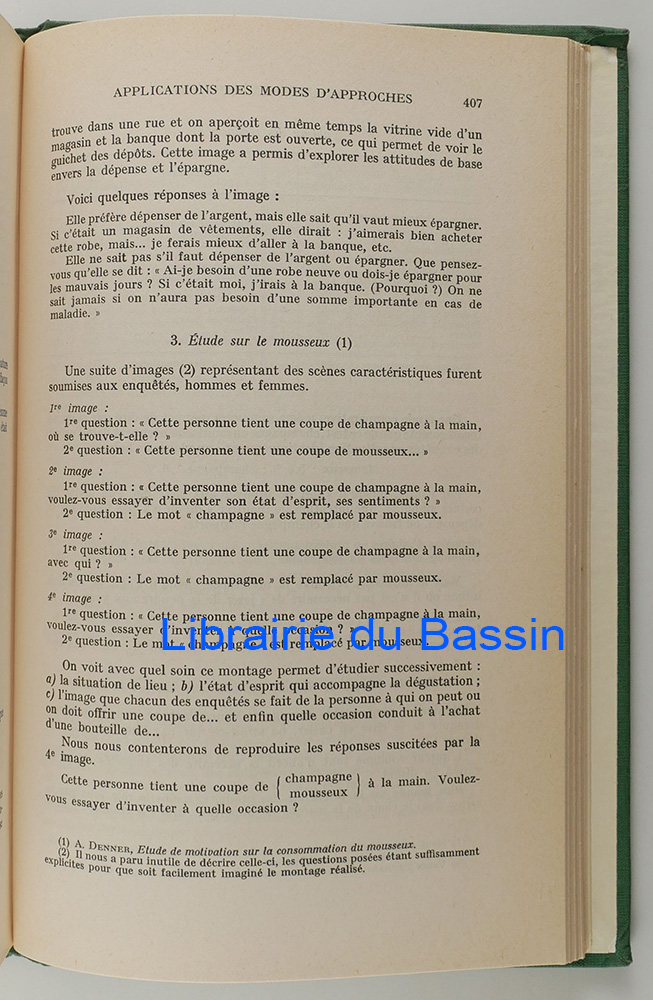 APPLICATIONS DES MODES D'APPROCHES 407
trouve dans une rue et on aperçoit en même temps la vitrine vide d'un
magasin et la banque dont la porte est ouverte, ce qui permet de voir le
guichet des dépôts. Cette image a permis d'explorer les attitudes de base
envers la dépense et l'épargne.
Voici quelques réponses à l'image :
Elle préfère dépenser de l'argent, mais elle sait qu'il vaut mieux épargner.
Si c'était un magasin de vêtements, elle dirait : j'aimerais bien acheter
cette robe, mais... je ferais mieux d'aller à la banque, etc.
Elle ne sait pas s'il faut dépenser de l'argent ou épargner. Que pensez-
vous qu'elle se dit : « Ai-je besoin d'une robe neuve ou dois-je épargner pour
les mauvais jours ? Si c'était moi, j'irais à la banque. (Pourquoi ?) On ne
sait jamais si on n'aura pas besoin d'une somme importante en cas de
maladie. »
3. Étude sur le mousseux (1)
Une suite d'images (2) représentant des scènes caractéristiques furent
soumises aux enquêtés, hommes et femmes.
1re image :
1re question : « Cette personne tient une coupe de champagne à la main,
où se trouve-t-elle ? »
2e question : « Cette personne tient une coupe de mousseux... »
2e image :
1re question : « Cette personne tient une coupe de champagne à la main,
voulez-vous essayer d'inventer son état d'esprit, ses sentiments ? »
2e question : Le mot « champagne » est remplacé par mousseux.
3e image :
1re question : « Cette personne tient une coupe de champagne à la main,
avec qui ? »
2e question : Le mot « champagne » est remplacé par mousseux.
4e image :
1re question : « Cette personne tient une coupe de champagne à la main,
voulez-vous essayer d'inventer à quelle occasion ? »
2e question : Le mot « champagne » est remplacé par mousseux.
Librairie du Bassin
On voit avec quel soin ce montage permet d'étudier successivement :
a) la situation de lieu ; b) l'état d'esprit qui accompagne la dégustation ;
c) l'image que chacun des enquêtés se fait de la personne à qui on peut ou
on doit offrir une coupe de... et enfin quelle occasion conduit à l'achat
d'une bouteille de...
Nous nous contenterons de reproduire les réponses suscitées par la
4e image.
Cette personne tient une coupe de { champagne / mousseux } à la main. Voulez-
vous essayer d'inventer à quelle occasion ?
(1) A. DENNER, Etude de motivation sur la consommation du mousseux.
(2) Il nous a paru inutile de décrire celle-ci, les questions posées étant suffisamment
explicites pour que soit facilement imaginé le montage réalisé.